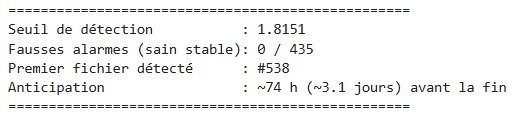 ==================================================
Seuil de détection           : 1.8151
Fausses alarmes (sain stable): 0 / 435
Premier fichier détecté      : #538
Anticipation                 : ~74 h (~3.1 jours) avant la fin
==================================================